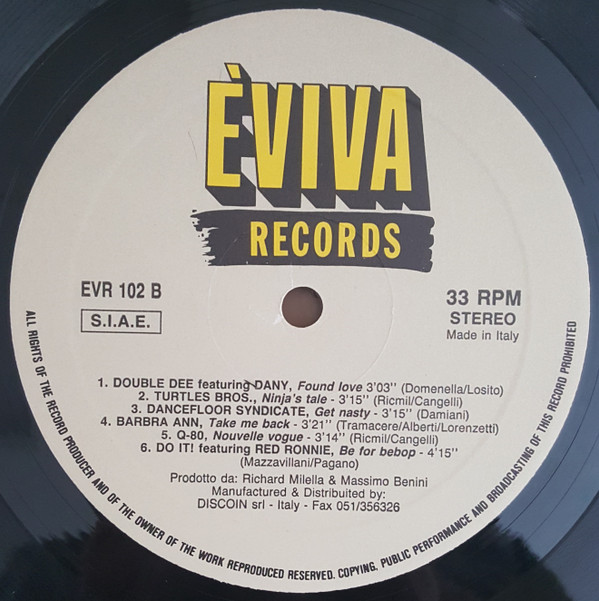 ÈVIVA
RECORDS
EVR 102 B
S.I.A.E.
33 RPM
STEREO
Made in Italy
1. DOUBLE DEE featuring DANY, Found love 3'03'' (Domenella/Losito)
2. TURTLES BROS., Ninja's tale - 3'15'' (Ricmil/Cangelli)
3. DANCEFLOOR SYNDICATE, Get nasty - 3'15'' (Damiani)
4. BARBRA ANN, Take me back - 3'21'' (Tramacere/Alberti/Lorenzetti)
5. Q-80, Nouvelle vogue - 3'14'' (Ricmil/Cangelli)
6. DO IT! featuring RED RONNIE, Be for bebop - 4'15''
(Mazzavillani/Pagano)
Prodotto da: Richard Milella & Massimo Benini
Manufactured & Distribuited by:
DISCOIN srl - Italy - Fax 051/356326
ALL RIGHTS OF THE RECORD PRODUCER AND OF THE OWNER OF THE WORK REPRODUCED RESERVED. COPYING, PUBLIC PERFORMANCE AND BROADCASTING OF THIS RECORD PROHIBITED